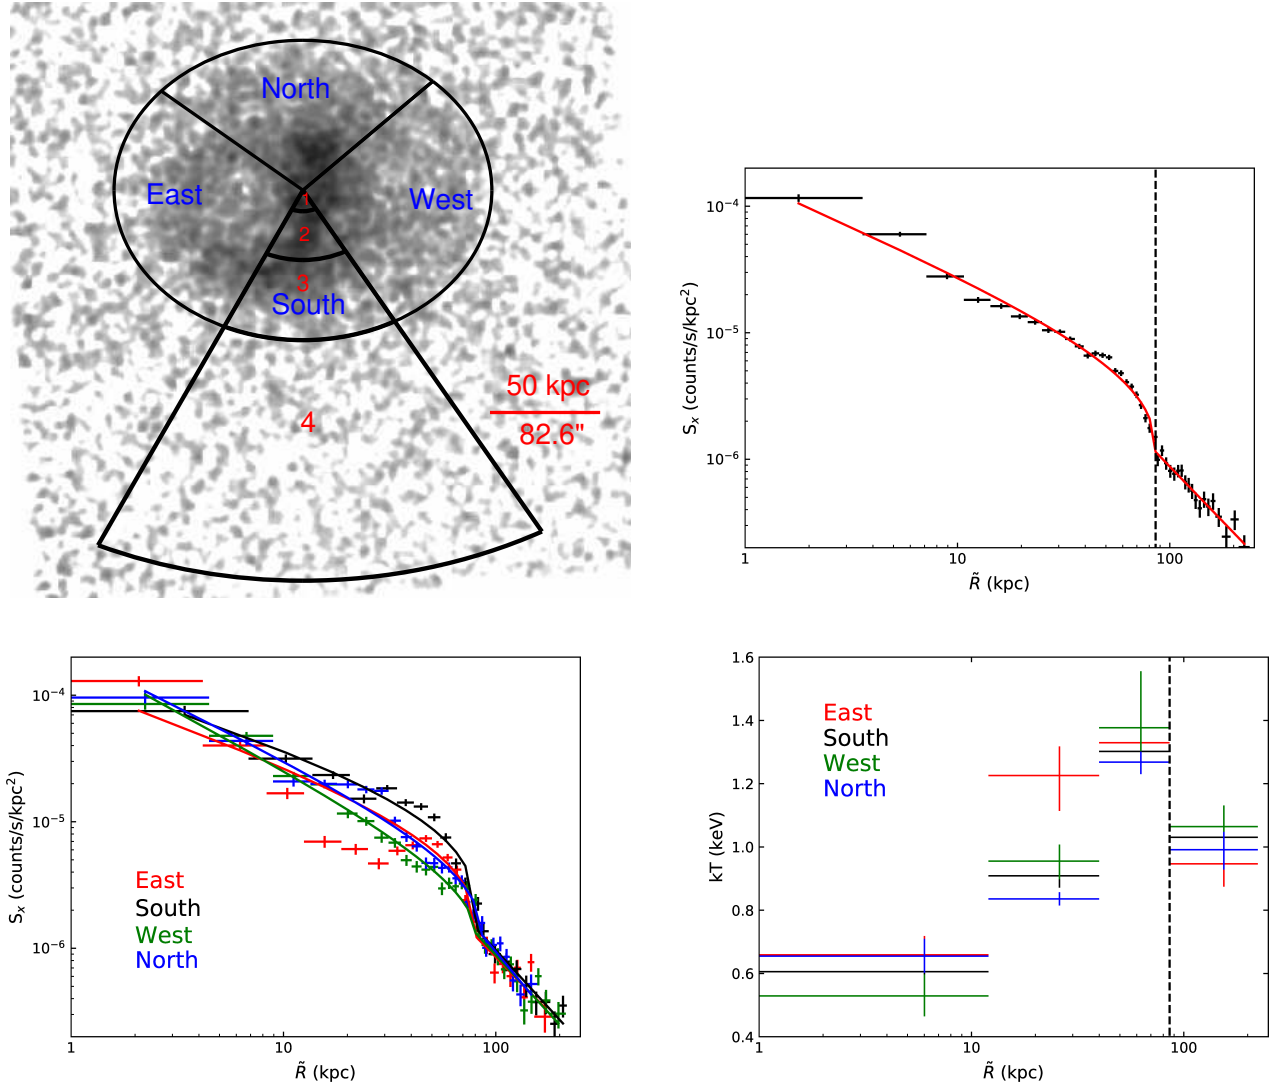 North
East
West
1
2
3
South
50 kpc
82.6"
4
10⁻⁴
10⁻⁵
10⁻⁶
Sₓ (counts/s/kpc²)
1
10
100
R̃ (kpc)
10⁻⁴
10⁻⁵
10⁻⁶
Sₓ (counts/s/kpc²)
East
South
West
North
1
10
100
R̃ (kpc)
1.6
1.4
1.2
1.0
0.8
0.6
0.4
kT (keV)
East
South
West
North
1
10
100
R̃ (kpc)